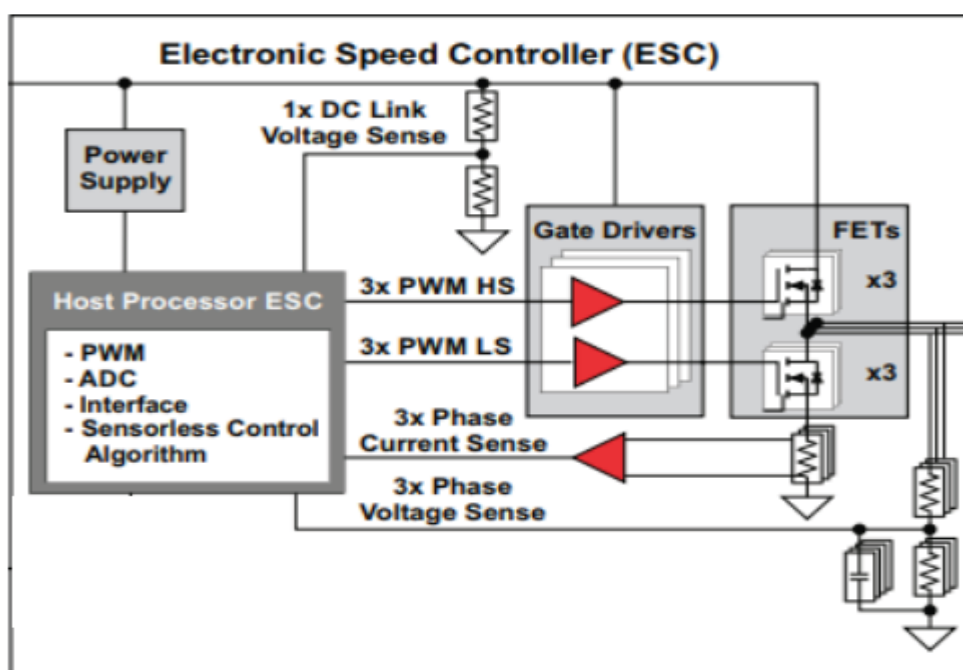 Electronic Speed Controller (ESC)
1x DC Link
Voltage Sense
Power
Supply
Gate Drivers
FETs
x3
Host Processor ESC
3x PWM HS
- PWM
- ADC
- Interface
- Sensorless Control
Algorithm
3x PWM LS
x3
3x Phase
Current Sense
3x Phase
Voltage Sense